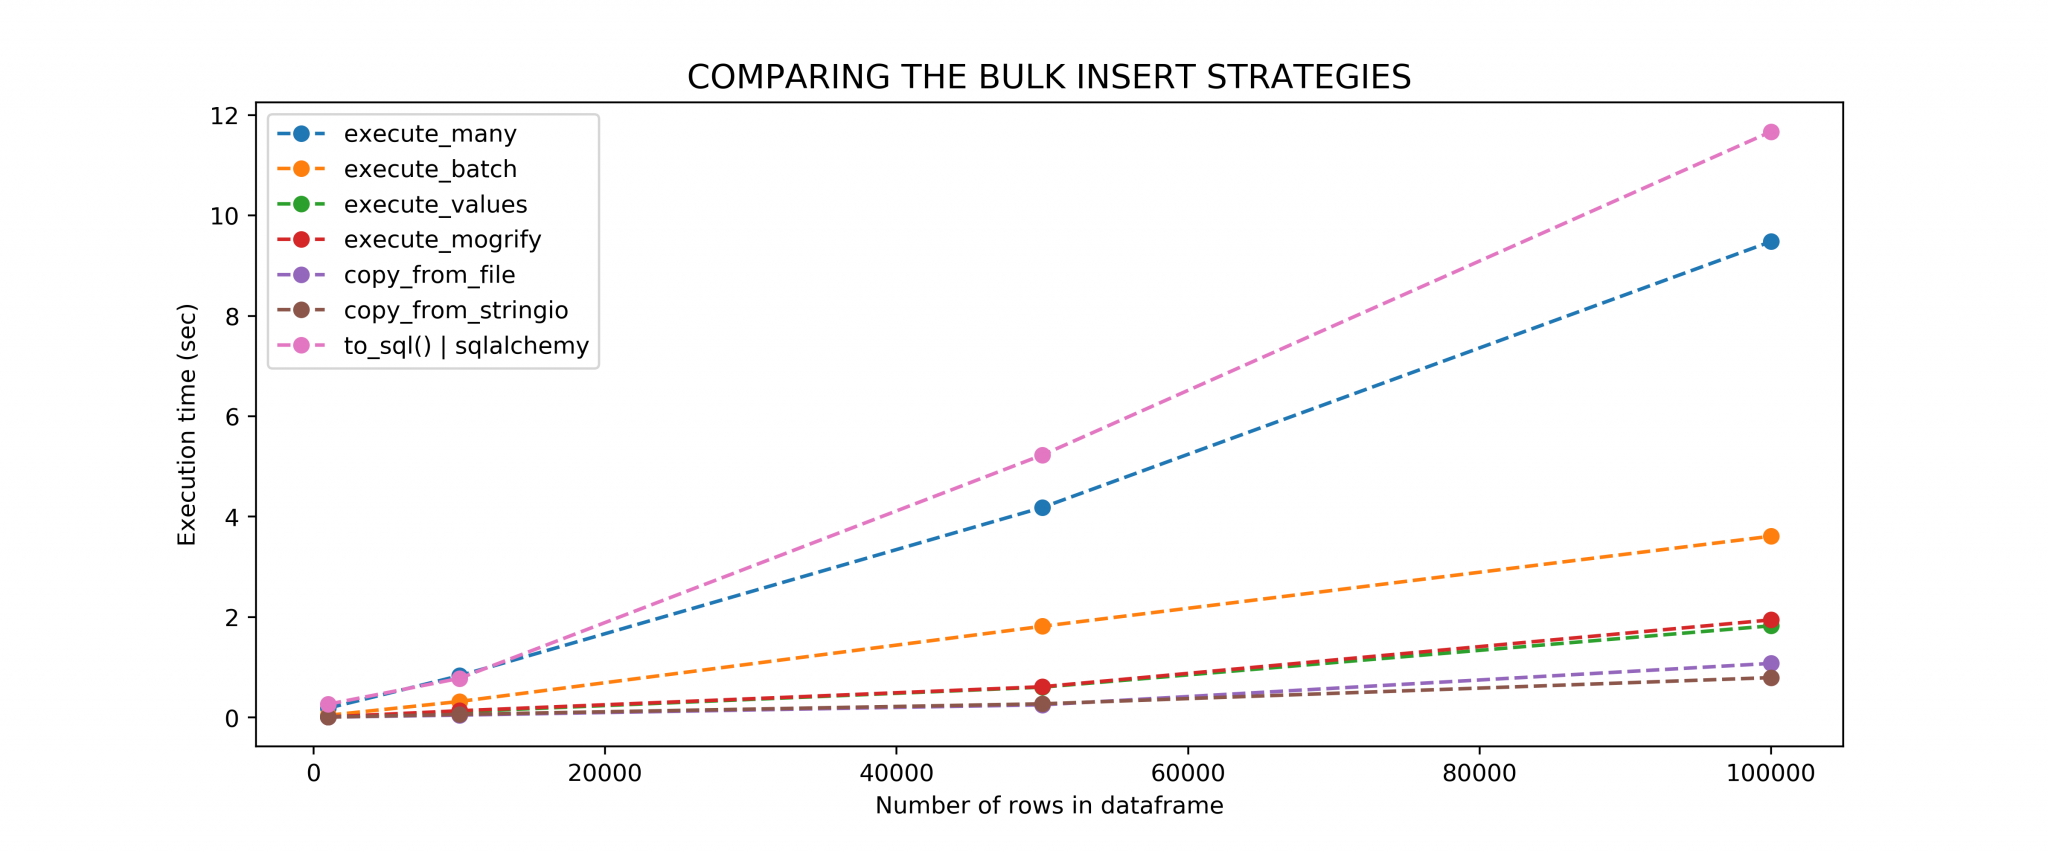 COMPARING THE BULK INSERT STRATEGIES
12
10
8
6
4
2
0
Execution time (sec)
execute_many
execute_batch
execute_values
execute_mogrify
copy_from_file
copy_from_stringio
to_sql() | sqlalchemy
0 20000 40000 60000 80000 100000
Number of rows in dataframe